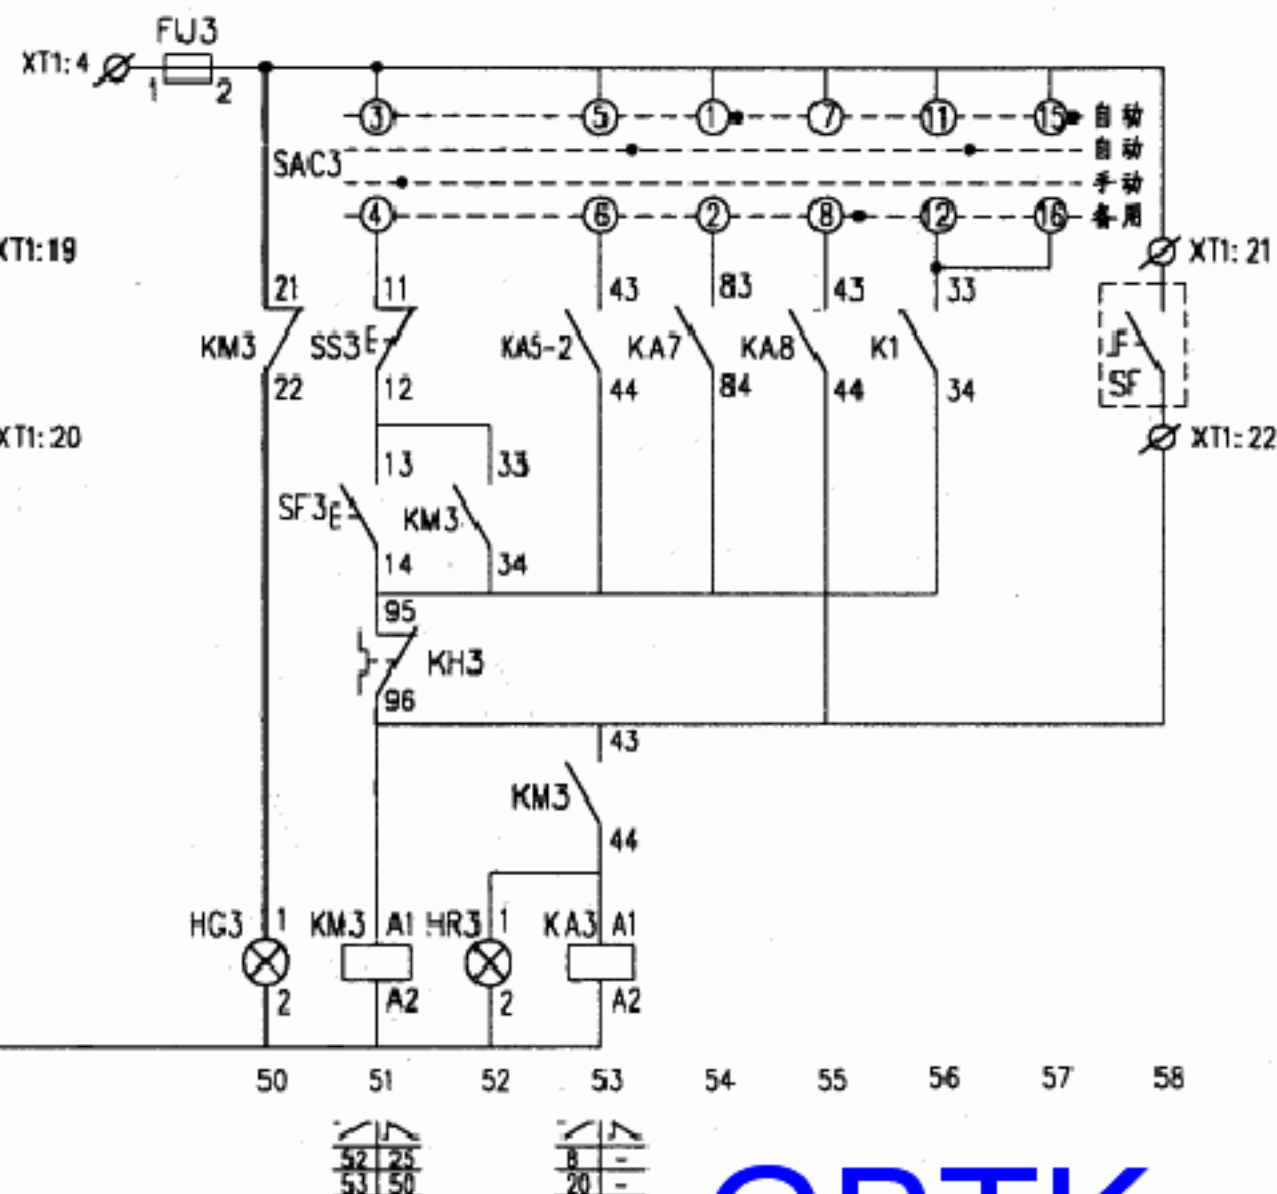 FU3
XT1:4 1 2
3 5 1 7 11 15 自动
SAC3 自动
手动
4 6 2 8 12 16 备用
XT1:19 XT1:21
21 11 43 83 43 33
KM3 SS3 KA5-2 KA7 KA8 K1
22 12 44 84 44 34 SF
XT1:20 XT1:22
13 33
SF3 KM3
14 34
95
KH3
96
43
KM3
44
HG3 1 KM3 A1 HR3 1 KA3 A1
2 A2 2 A2
50 51 52 53 54 55 56 57 58
52 25 8 -
53 50 20 -